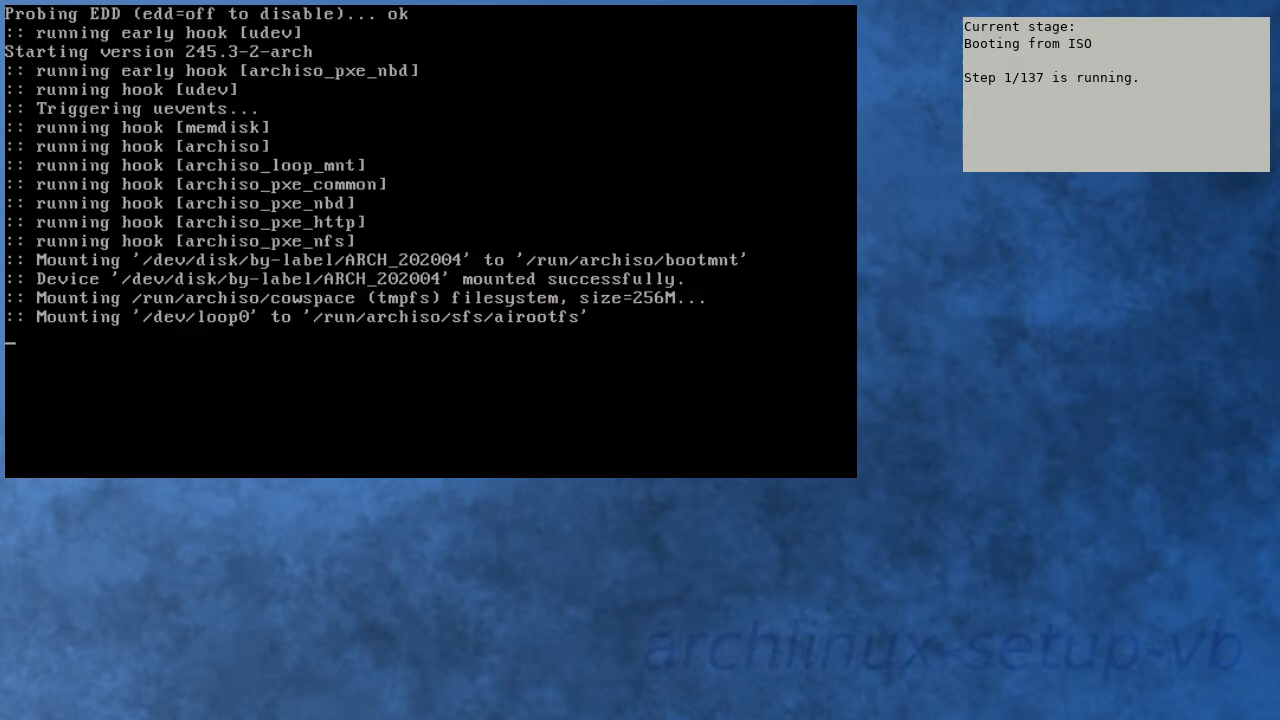 Probing EDD (edd=off to disable)... ok
:: running early hook [udev]
Starting version 245.3-2-arch
:: running early hook [archiso_pxe_nbd]
:: running hook [udev]
:: Triggering uevents...
:: running hook [memdisk]
:: running hook [archiso]
:: running hook [archiso_loop_mnt]
:: running hook [archiso_pxe_common]
:: running hook [archiso_pxe_nbd]
:: running hook [archiso_pxe_http]
:: running hook [archiso_pxe_nfs]
:: Mounting '/dev/disk/by-label/ARCH_202004' to '/run/archiso/bootmnt'
:: Device '/dev/disk/by-label/ARCH_202004' mounted successfully.
:: Mounting /run/archiso/cowspace (tmpfs) filesystem, size=256M...
:: Mounting '/dev/loop0' to '/run/archiso/sfs/airootfs'
Current stage:
Booting from ISO
Step 1/137 is running.
archlinux-setup-vb